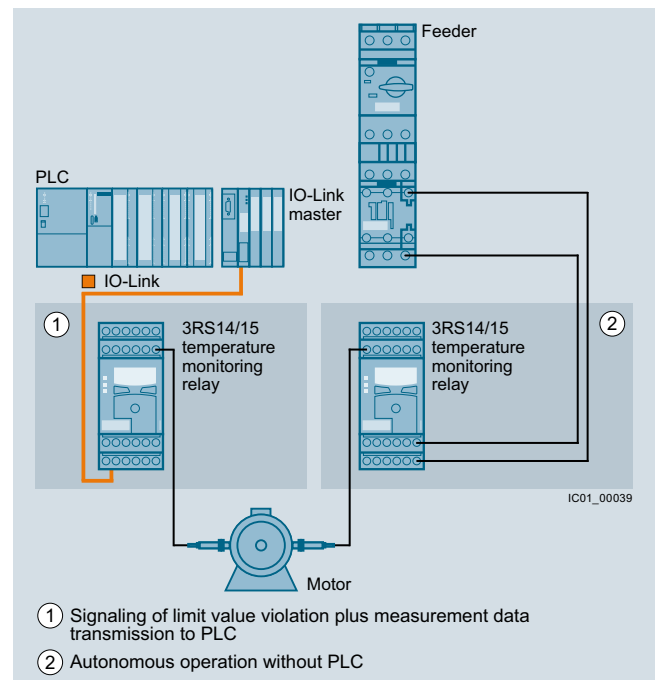 Feeder
PLC
IO-Link
master
IO-Link
1
3RS14/15
temperature
monitoring
relay
3RS14/15
temperature
monitoring
relay
2
IC01_00039
Motor
1 Signaling of limit value violation plus measurement data
transmission to PLC
2 Autonomous operation without PLC